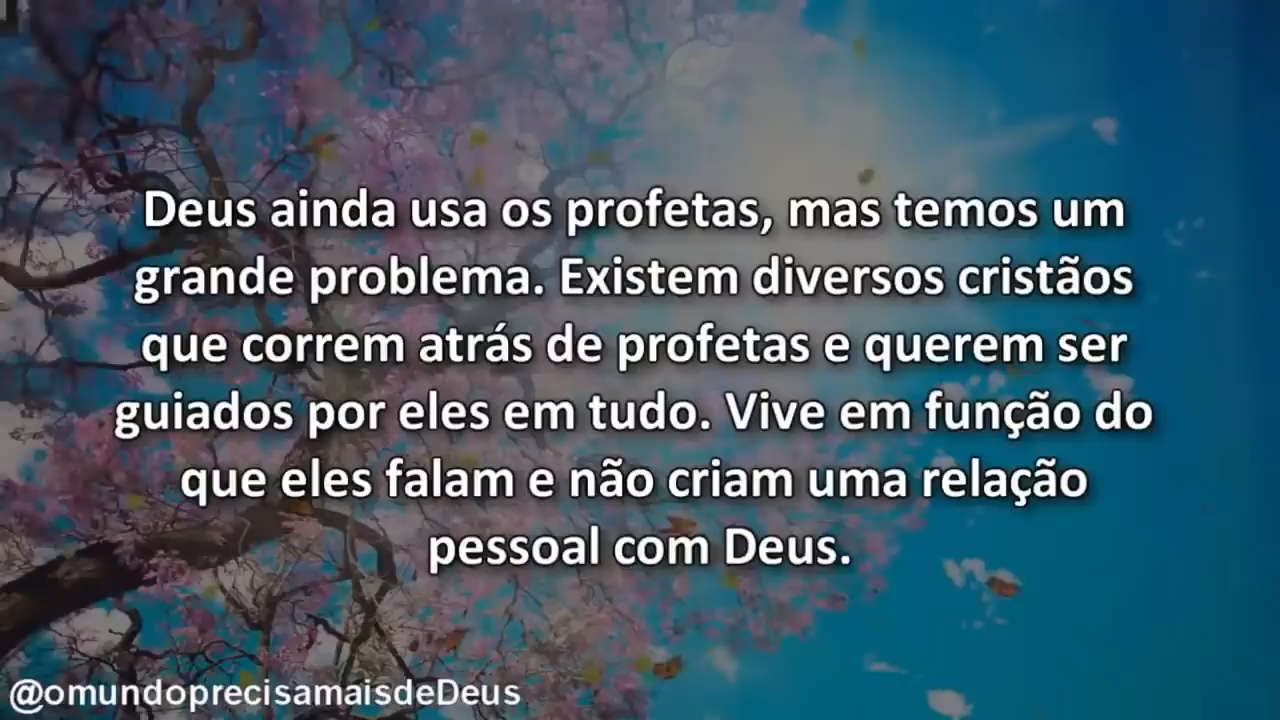 Deus ainda usa os profetas, mas temos um
grande problema. Existem diversos cristãos
que correm atrás de profetas e querem ser
guiados por eles em tudo. Vive em função do
que eles falam e não criam uma relação
pessoal com Deus.
@omundoprecisamaisdeDeus